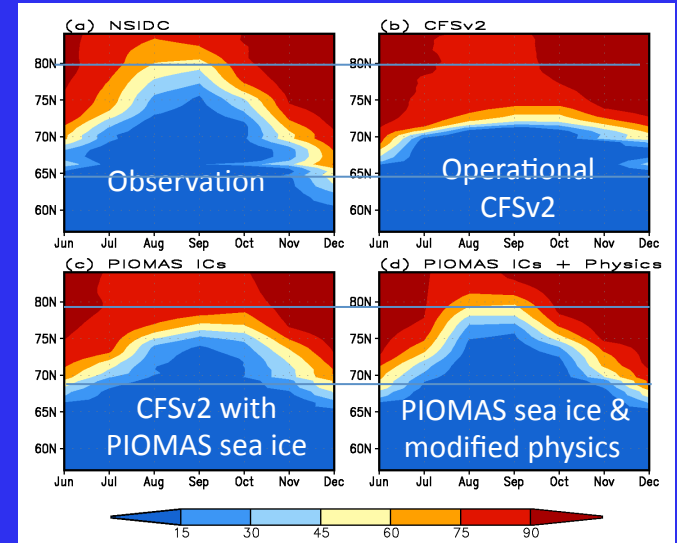 (a) NSIDC
80N
75N
70N
65N
60N
Jun Jul Aug Sep Oct Nov Dec
Observation
(b) CFSv2
80N
75N
70N
65N
60N
Jun Jul Aug Sep Oct Nov Dec
Operational
CFSv2
(c) PIOMAS ICs
80N
75N
70N
65N
60N
Jun Jul Aug Sep Oct Nov Dec
CFSv2 with
PIOMAS sea ice
(d) PIOMAS ICs + Physics
80N
75N
70N
65N
60N
Jun Jul Aug Sep Oct Nov Dec
PIOMAS sea ice &
modified physics
15 30 45 60 75 90